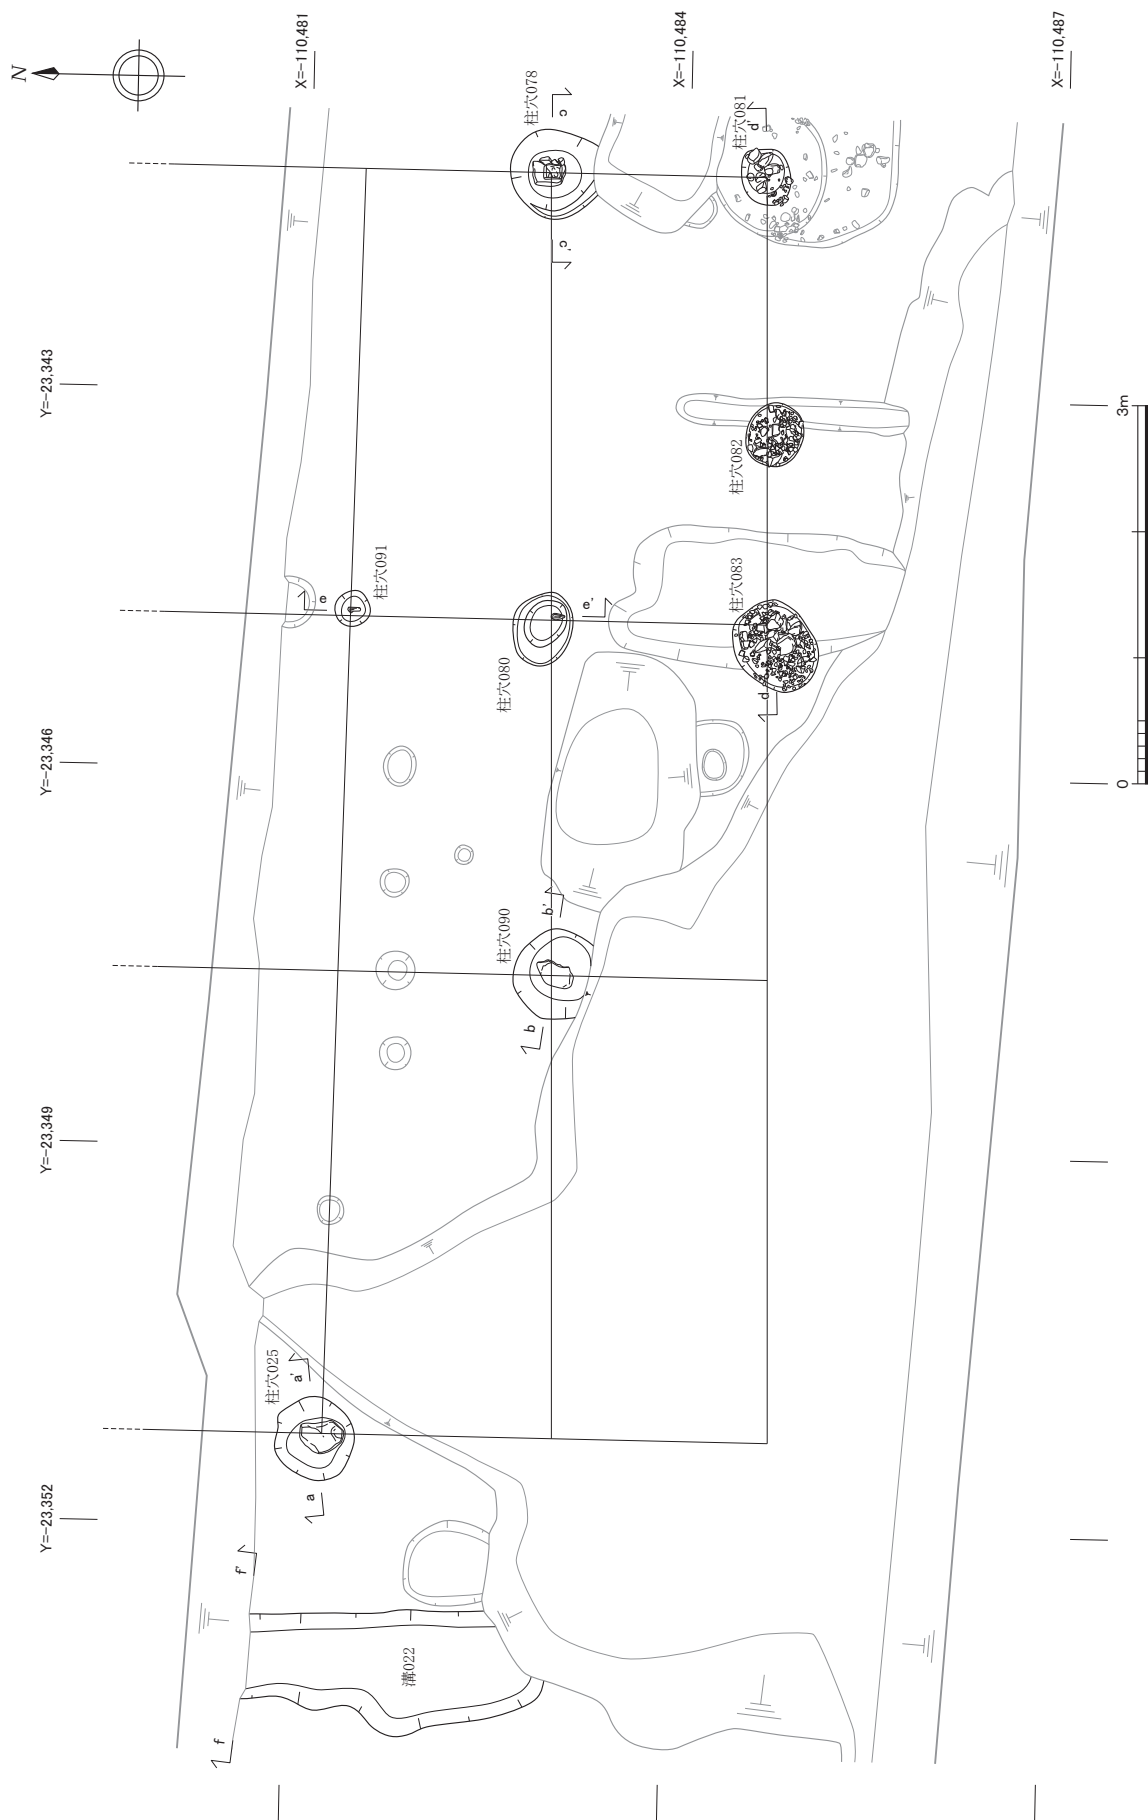 N
X=-110,481
X=-110,484
X=-110,487
柱穴078
c
c'
柱穴081
d'
Y=-23,343
3m
柱穴082
柱穴091
e
e'
柱穴083
d
柱穴080
Y=-23,346
0
柱穴090
b'
b
Y=-23,349
柱穴025
a'
a
Y=-23,352
f'
溝022
f